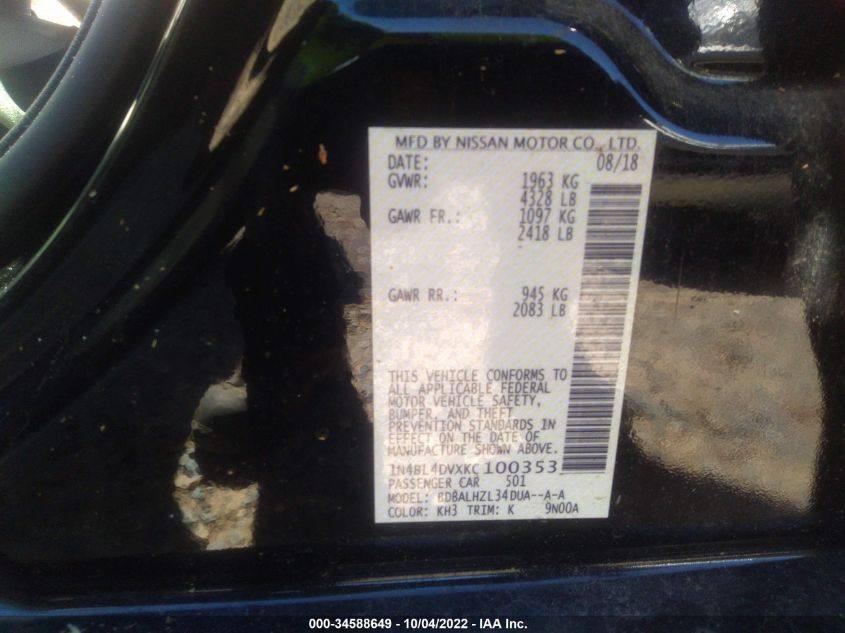 MFD BY NISSAN MOTOR CO., LTD.
DATE: 08/18
GVWR: 1963 KG
4328 LB
GAWR FR.: 1097 KG
2418 LB
GAWR RR.: 945 KG
2083 LB
THIS VEHICLE CONFORMS TO
ALL APPLICABLE FEDERAL
MOTOR VEHICLE SAFETY,
BUMPER, AND THEFT
PREVENTION STANDARDS IN
EFFECT ON THE DATE OF
MANUFACTURE SHOWN ABOVE.
1N4BL4DVXKC100353
PASSENGER CAR 501
MODEL: BDBALHZL34DUA--A-A
COLOR: KH3 TRIM: K 9N00A
000-34588649 - 10/04/2022 - IAA Inc.